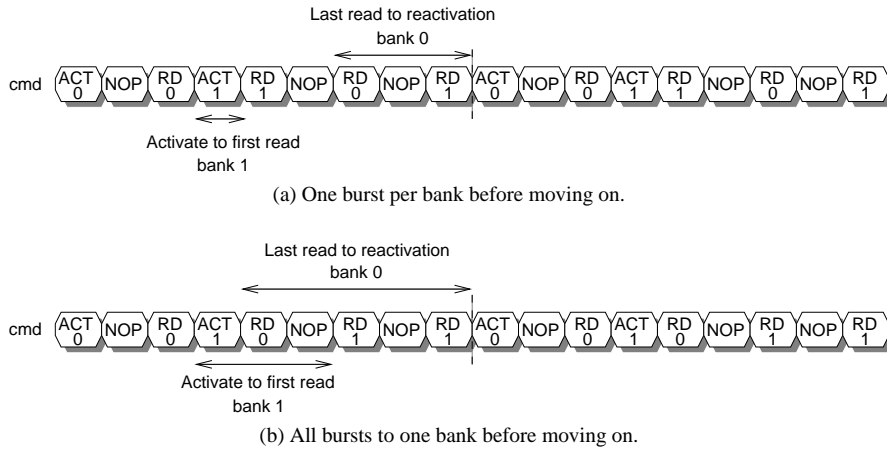 Last read to reactivation
bank 0
cmd ACT 0 NOP RD 0 ACT 1 RD 1 NOP RD 0 NOP RD 1 ACT 0 NOP RD 0 ACT 1 RD 1 NOP RD 0 NOP RD 1
Activate to first read
bank 1
(a) One burst per bank before moving on.
Last read to reactivation
bank 0
cmd ACT 0 NOP RD 0 ACT 1 RD 0 NOP RD 1 NOP RD 1 ACT 0 NOP RD 0 ACT 1 RD 0 NOP RD 1 NOP RD 1
Activate to first read
bank 1
(b) All bursts to one bank before moving on.